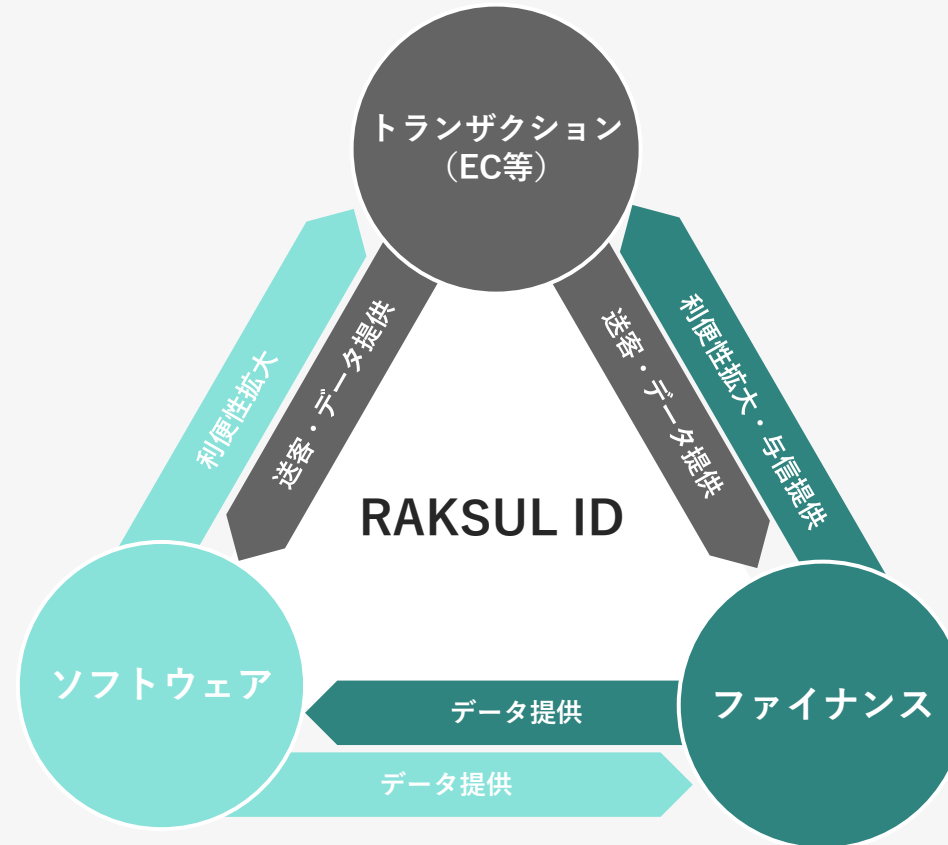 トランザクション
（EC等）
利便性拡大
送客・データ提供
送客・データ提供
利便性拡大・与信提供
RAKSUL ID
ソフトウェア
ファイナンス
データ提供
データ提供